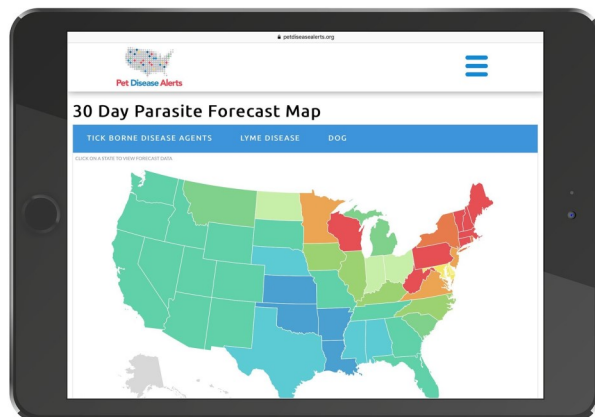 petdiseasealerts.org
Pet Disease Alerts
30 Day Parasite Forecast Map
TICK BORNE DISEASE AGENTS LYME DISEASE DOG
CLICK ON A STATE TO VIEW FORECAST DATA